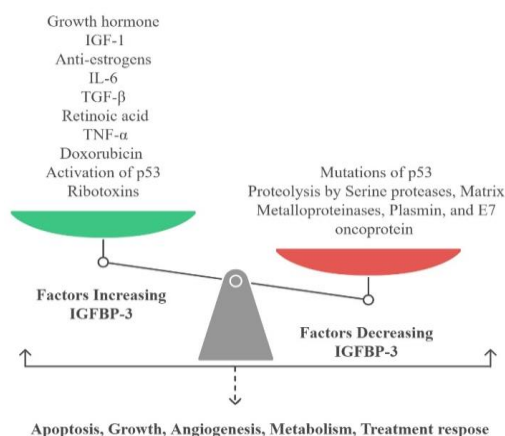 Growth hormone
IGF-1
Anti-estrogens
IL-6
TGF-β
Retinoic acid
TNF-α
Doxorubicin
Activation of p53
Ribotoxins
Mutations of p53
Proteolysis by Serine proteases, Matrix
Metalloproteinases, Plasmin, and E7
oncoprotein
Factors Increasing
IGFBP-3
Factors Decreasing
IGFBP-3
Apoptosis, Growth, Angiogenesis, Metabolism, Treatment respose